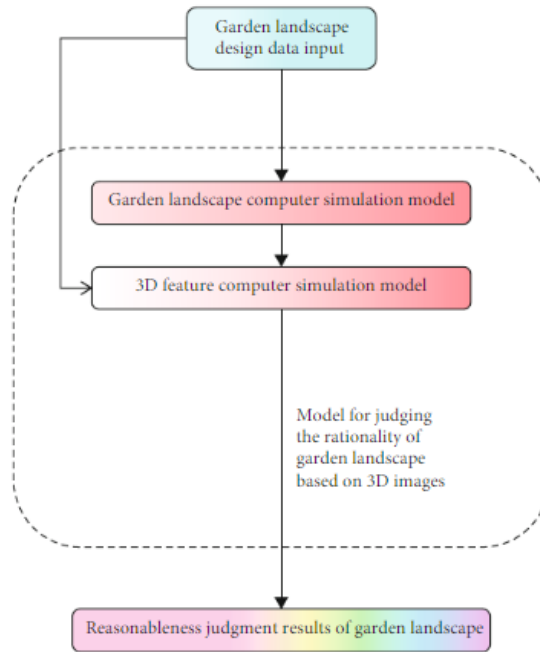 Garden landscape
design data input
Garden landscape computer simulation model
3D feature computer simulation model
Model for judging
the rationality of
garden landscape
based on 3D images
Reasonableness judgment results of garden landscape